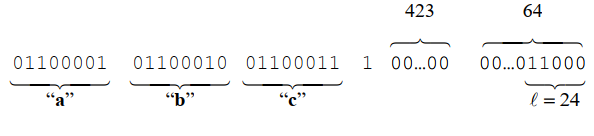 423 64
01100001 01100010 01100011 1 00…00 00…011000
“a” “b” “c” ℓ = 24